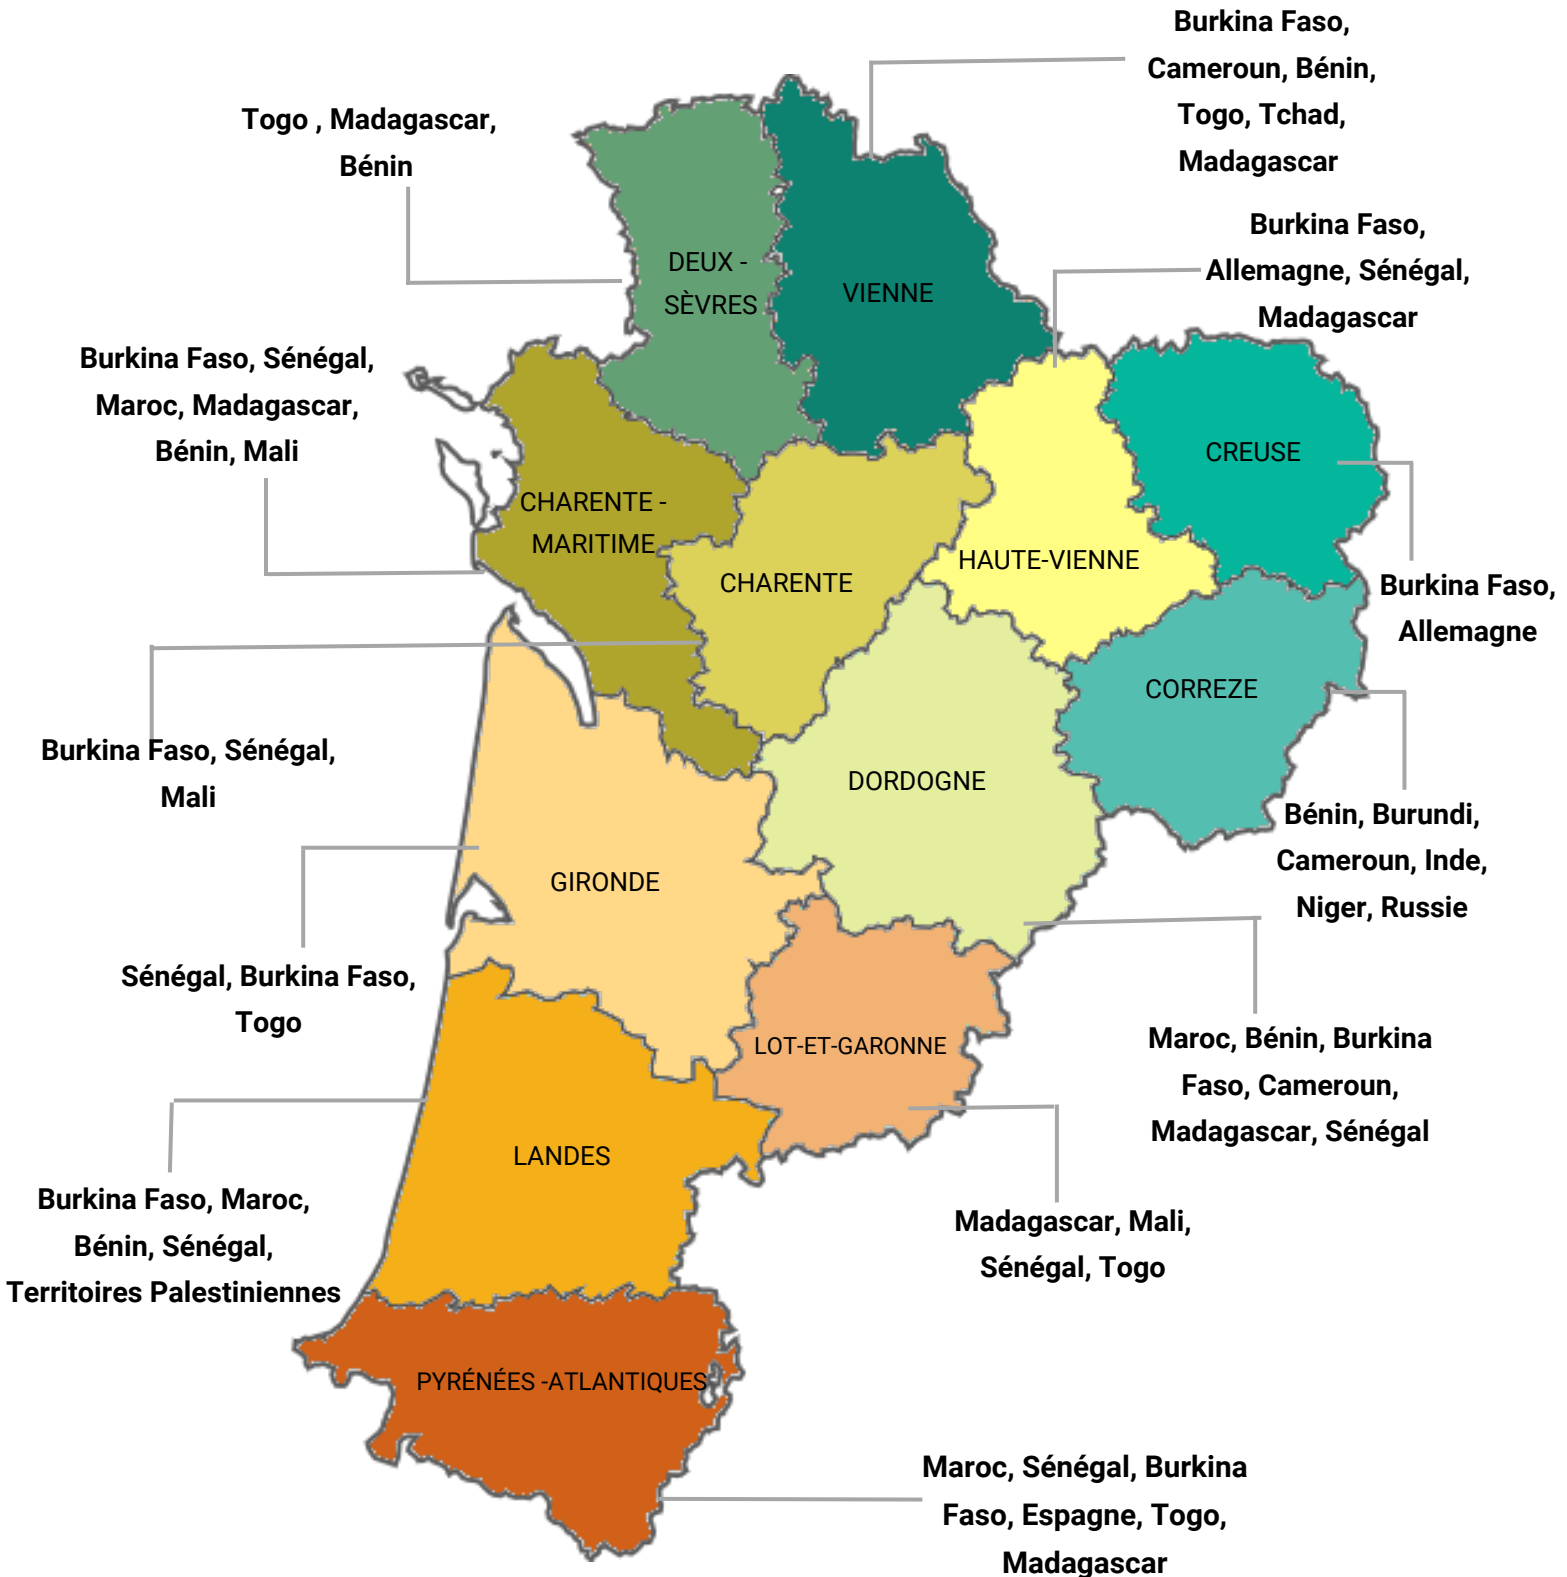 Burkina Faso,
Cameroun, Bénin,
Togo, Tchad,
Madagascar
Togo , Madagascar,
Bénin
Burkina Faso,
Allemagne, Sénégal,
Madagascar
DEUX -
SÈVRES
VIENNE
Burkina Faso, Sénégal,
Maroc, Madagascar,
Bénin, Mali
CREUSE
CHARENTE -
MARITIME
HAUTE-VIENNE
CHARENTE
Burkina Faso,
Allemagne
CORREZE
Burkina Faso, Sénégal,
Mali
DORDOGNE
Bénin, Burundi,
Cameroun, Inde,
Niger, Russie
GIRONDE
Sénégal, Burkina Faso,
Togo
LOT-ET-GARONNE
Maroc, Bénin, Burkina
Faso, Cameroun,
Madagascar, Sénégal
LANDES
Burkina Faso, Maroc,
Bénin, Sénégal,
Territoires Palestiniennes
Madagascar, Mali,
Sénégal, Togo
PYRÉNÉES -ATLANTIQUES
Maroc, Sénégal, Burkina
Faso, Espagne, Togo,
Madagascar